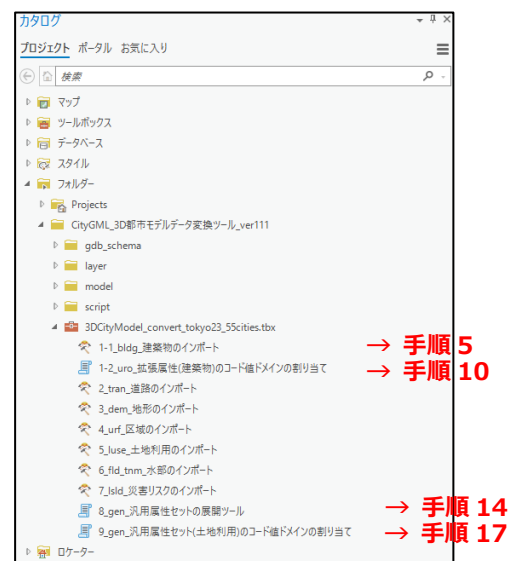 カタログ
プロジェクト ポータル お気に入り
検索
マップ
ツールボックス
データベース
スタイル
フォルダー
Projects
CityGML_3D都市モデルデータ変換ツール_ver111
gdb_schema
layer
model
script
3DCityModel_convert_tokyo23_55cities.tbx
1-1_bldg_建築物のインポート → 手順 5
1-2_uro_拡張属性(建築物)のコード値ドメインの割り当て → 手順 10
2_tran_道路のインポート
3_dem_地形のインポート
4_urf_区域のインポート
5_luse_土地利用のインポート
6_fld_tnm_水部のインポート
7_lsld_災害リスクのインポート
8_gen_汎用属性セットの展開ツール → 手順 14
9_gen_汎用属性セット(土地利用)のコード値ドメインの割り当て → 手順 17
ロケーター